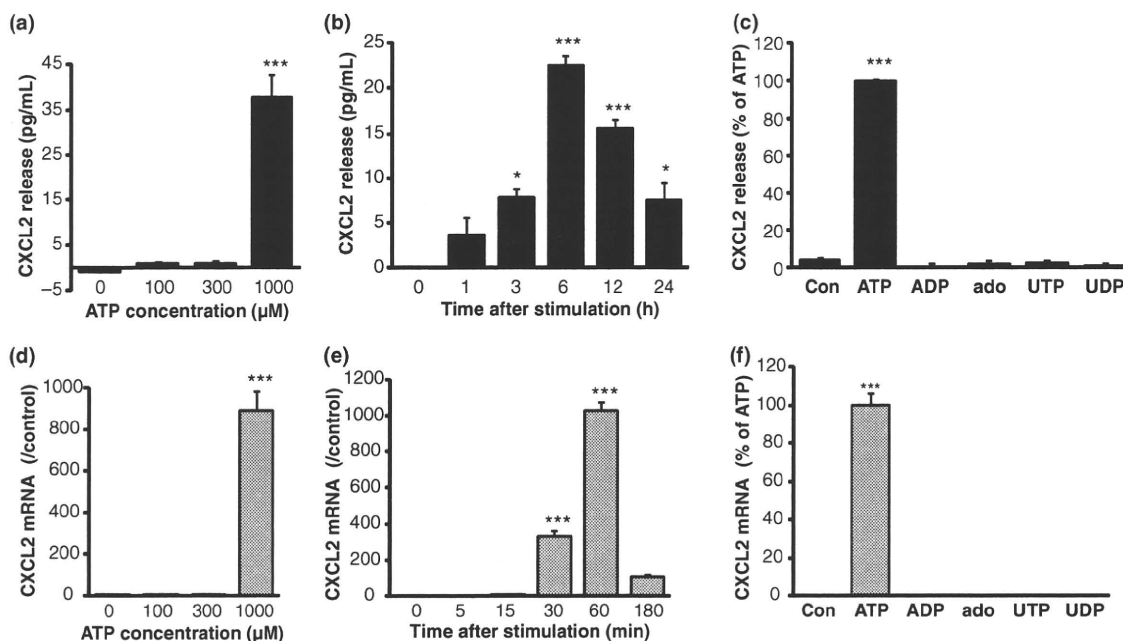 (a)
CXCL2 release (pg/mL)
45
35
25
15
5
−5
***
0 100 300 1000
ATP concentration (µM)
(b)
CXCL2 release (pg/mL)
25
20
15
10
5
0
* *** *** *
0 1 3 6 12 24
Time after stimulation (h)
(c)
CXCL2 release (% of ATP)
120
100
80
60
40
20
0
***
Con ATP ADP ado UTP UDP
(d)
CXCL2 mRNA (/control)
1000
800
600
400
200
0
***
0 100 300 1000
ATP concentration (µM)
(e)
CXCL2 mRNA (/control)
1200
1000
800
600
400
200
0
*** ***
0 5 15 30 60 180
Time after stimulation (min)
(f)
CXCL2 mRNA (% of ATP)
120
100
80
60
40
20
0
***
Con ATP ADP ado UTP UDP